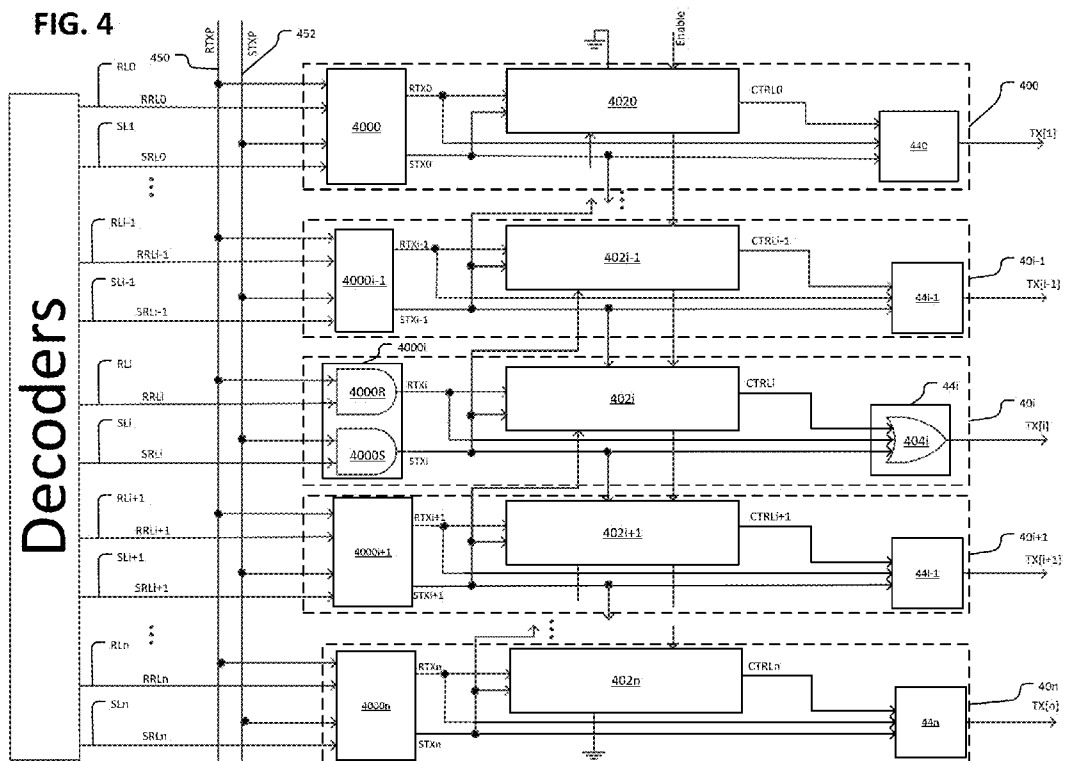 FIG. 4
RTXP
STXP
452
450
Enable
Decoders
RL0
RRL0
SL1
SRL0
4000
RTX0
STX0
4020
CTRL0
440
400
TX[1]
RLi-1
RRLi-1
SLi-1
SRLi-1
4000i-1
RTXi-1
STXi-1
402i-1
CTRLi-1
44i-1
40i-1
TX[i-1]
RLi
RRLi
SLi
SRLi
4000i
4000R
4000S
RTXi
STXi
402i
CTRLi
44i
404i
40i
TX[i]
RLi+1
RRLi+1
SLi+1
SRLi+1
4000i+1
RTXi+1
STXi+1
402i+1
CTRLi+1
44i-1
40i+1
TX[i+1]
RLn
RRLn
SLn
SRLn
4000n
RTXn
STXn
402n
CTRLn
44n
40n
TX[n]